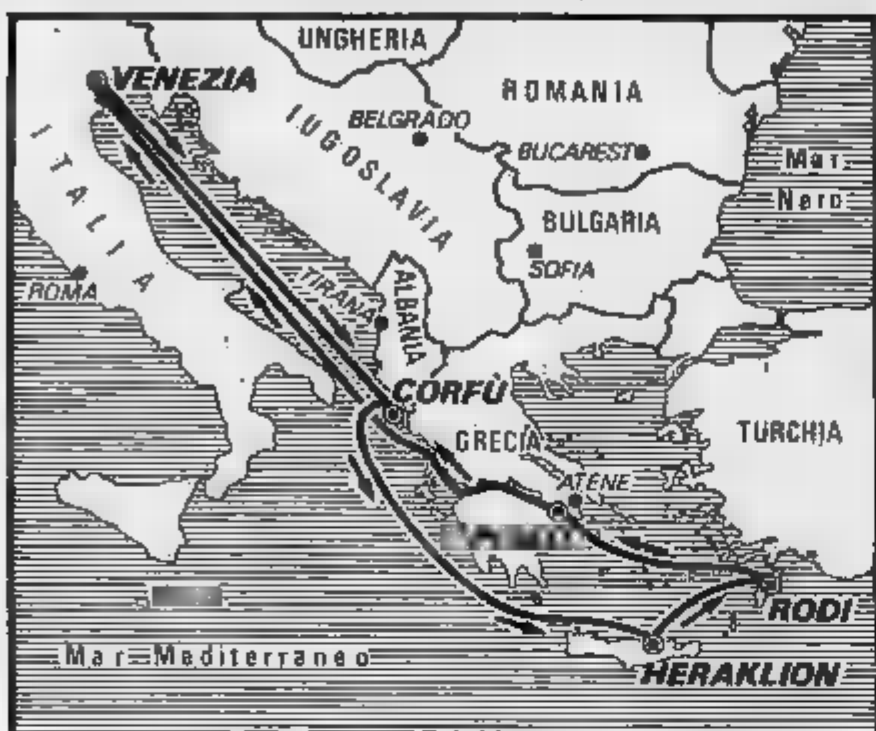 UNGHERIA
VENEZIA
ROMANIA
BELGRADO
IUGOSLAVIA
BUCAREST
Mar
Nero
ITALIA
BULGARIA
SOFIA
ROMA
TIRANA
ALBANIA
CORFÙ
GRECIA
TURCHIA
ATENE
RODI
Mar Mediterraneo
HERAKLION